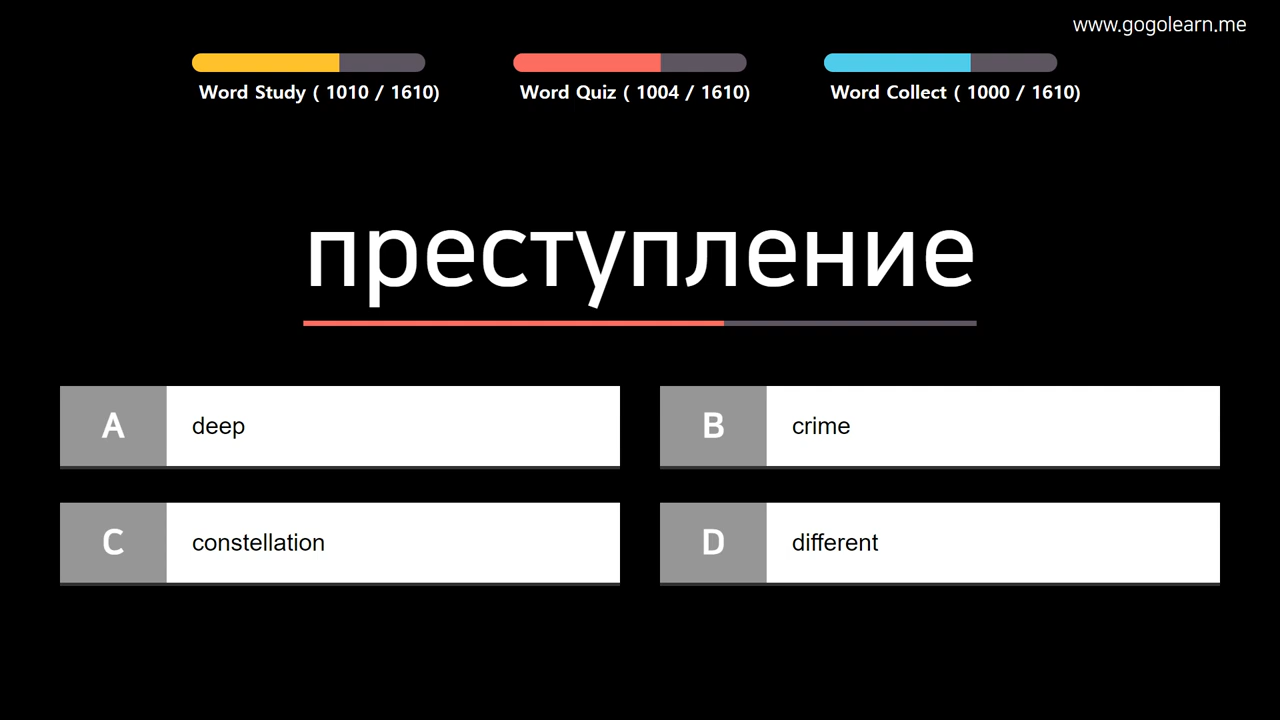 www.gogolearn.me
Word Study ( 1010 / 1610)
Word Quiz ( 1004 / 1610)
Word Collect ( 1000 / 1610)
преступление
A deep
B crime
C constellation
D different